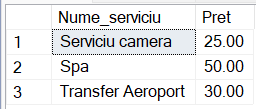 Nume_serviciu Pret
1 Serviciu camera 25.00
2 Spa 50.00
3 Transfer Aeroport 30.00